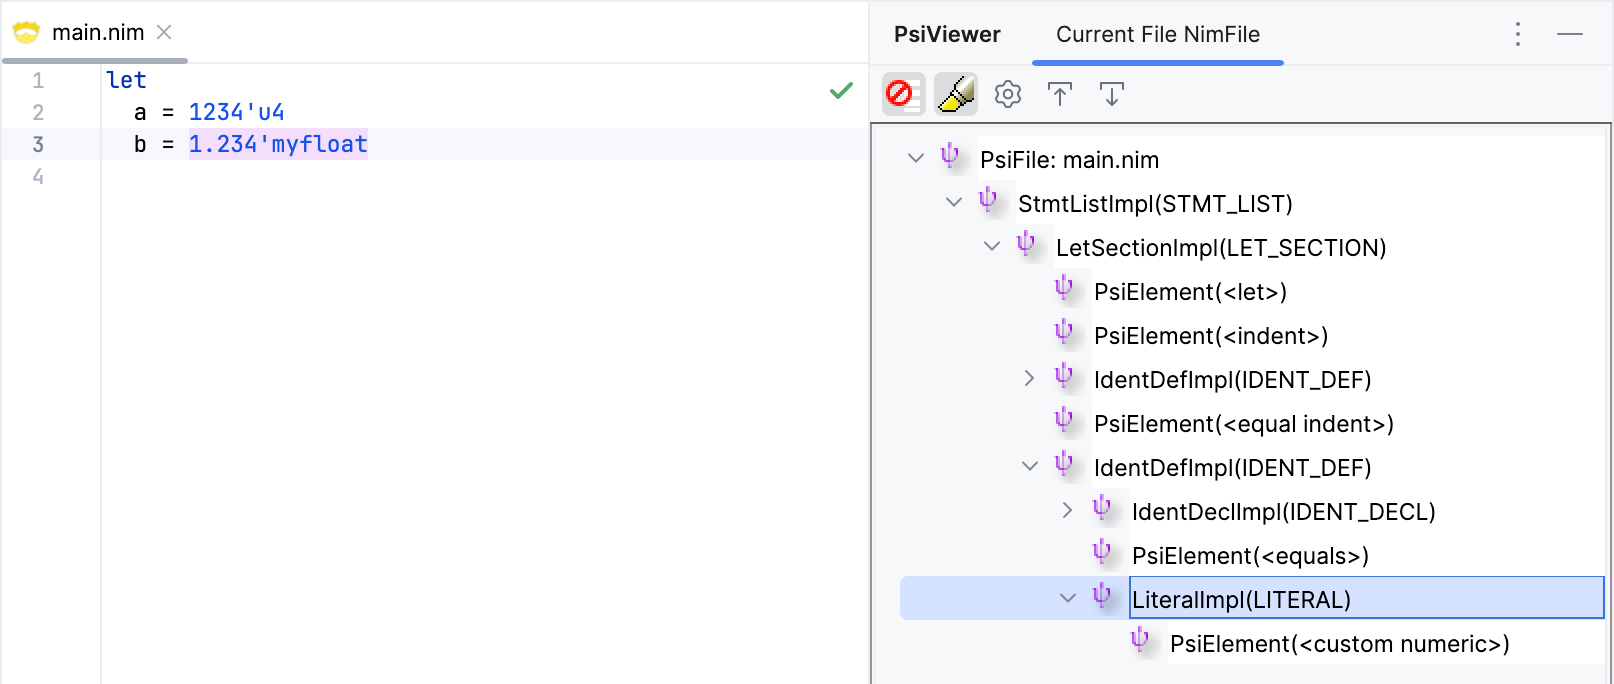 main.nim
1 let
2 a = 1234'u4
3 b = 1.234'myfloat
4
PsiViewer Current File NimFile
PsiFile: main.nim
StmtListImpl(STMT_LIST)
LetSectionImpl(LET_SECTION)
PsiElement(<let>)
PsiElement(<indent>)
IdentDefImpl(IDENT_DEF)
PsiElement(<equal indent>)
IdentDefImpl(IDENT_DEF)
IdentDeclImpl(IDENT_DECL)
PsiElement(<equals>)
LiteralImpl(LITERAL)
PsiElement(<custom numeric>)